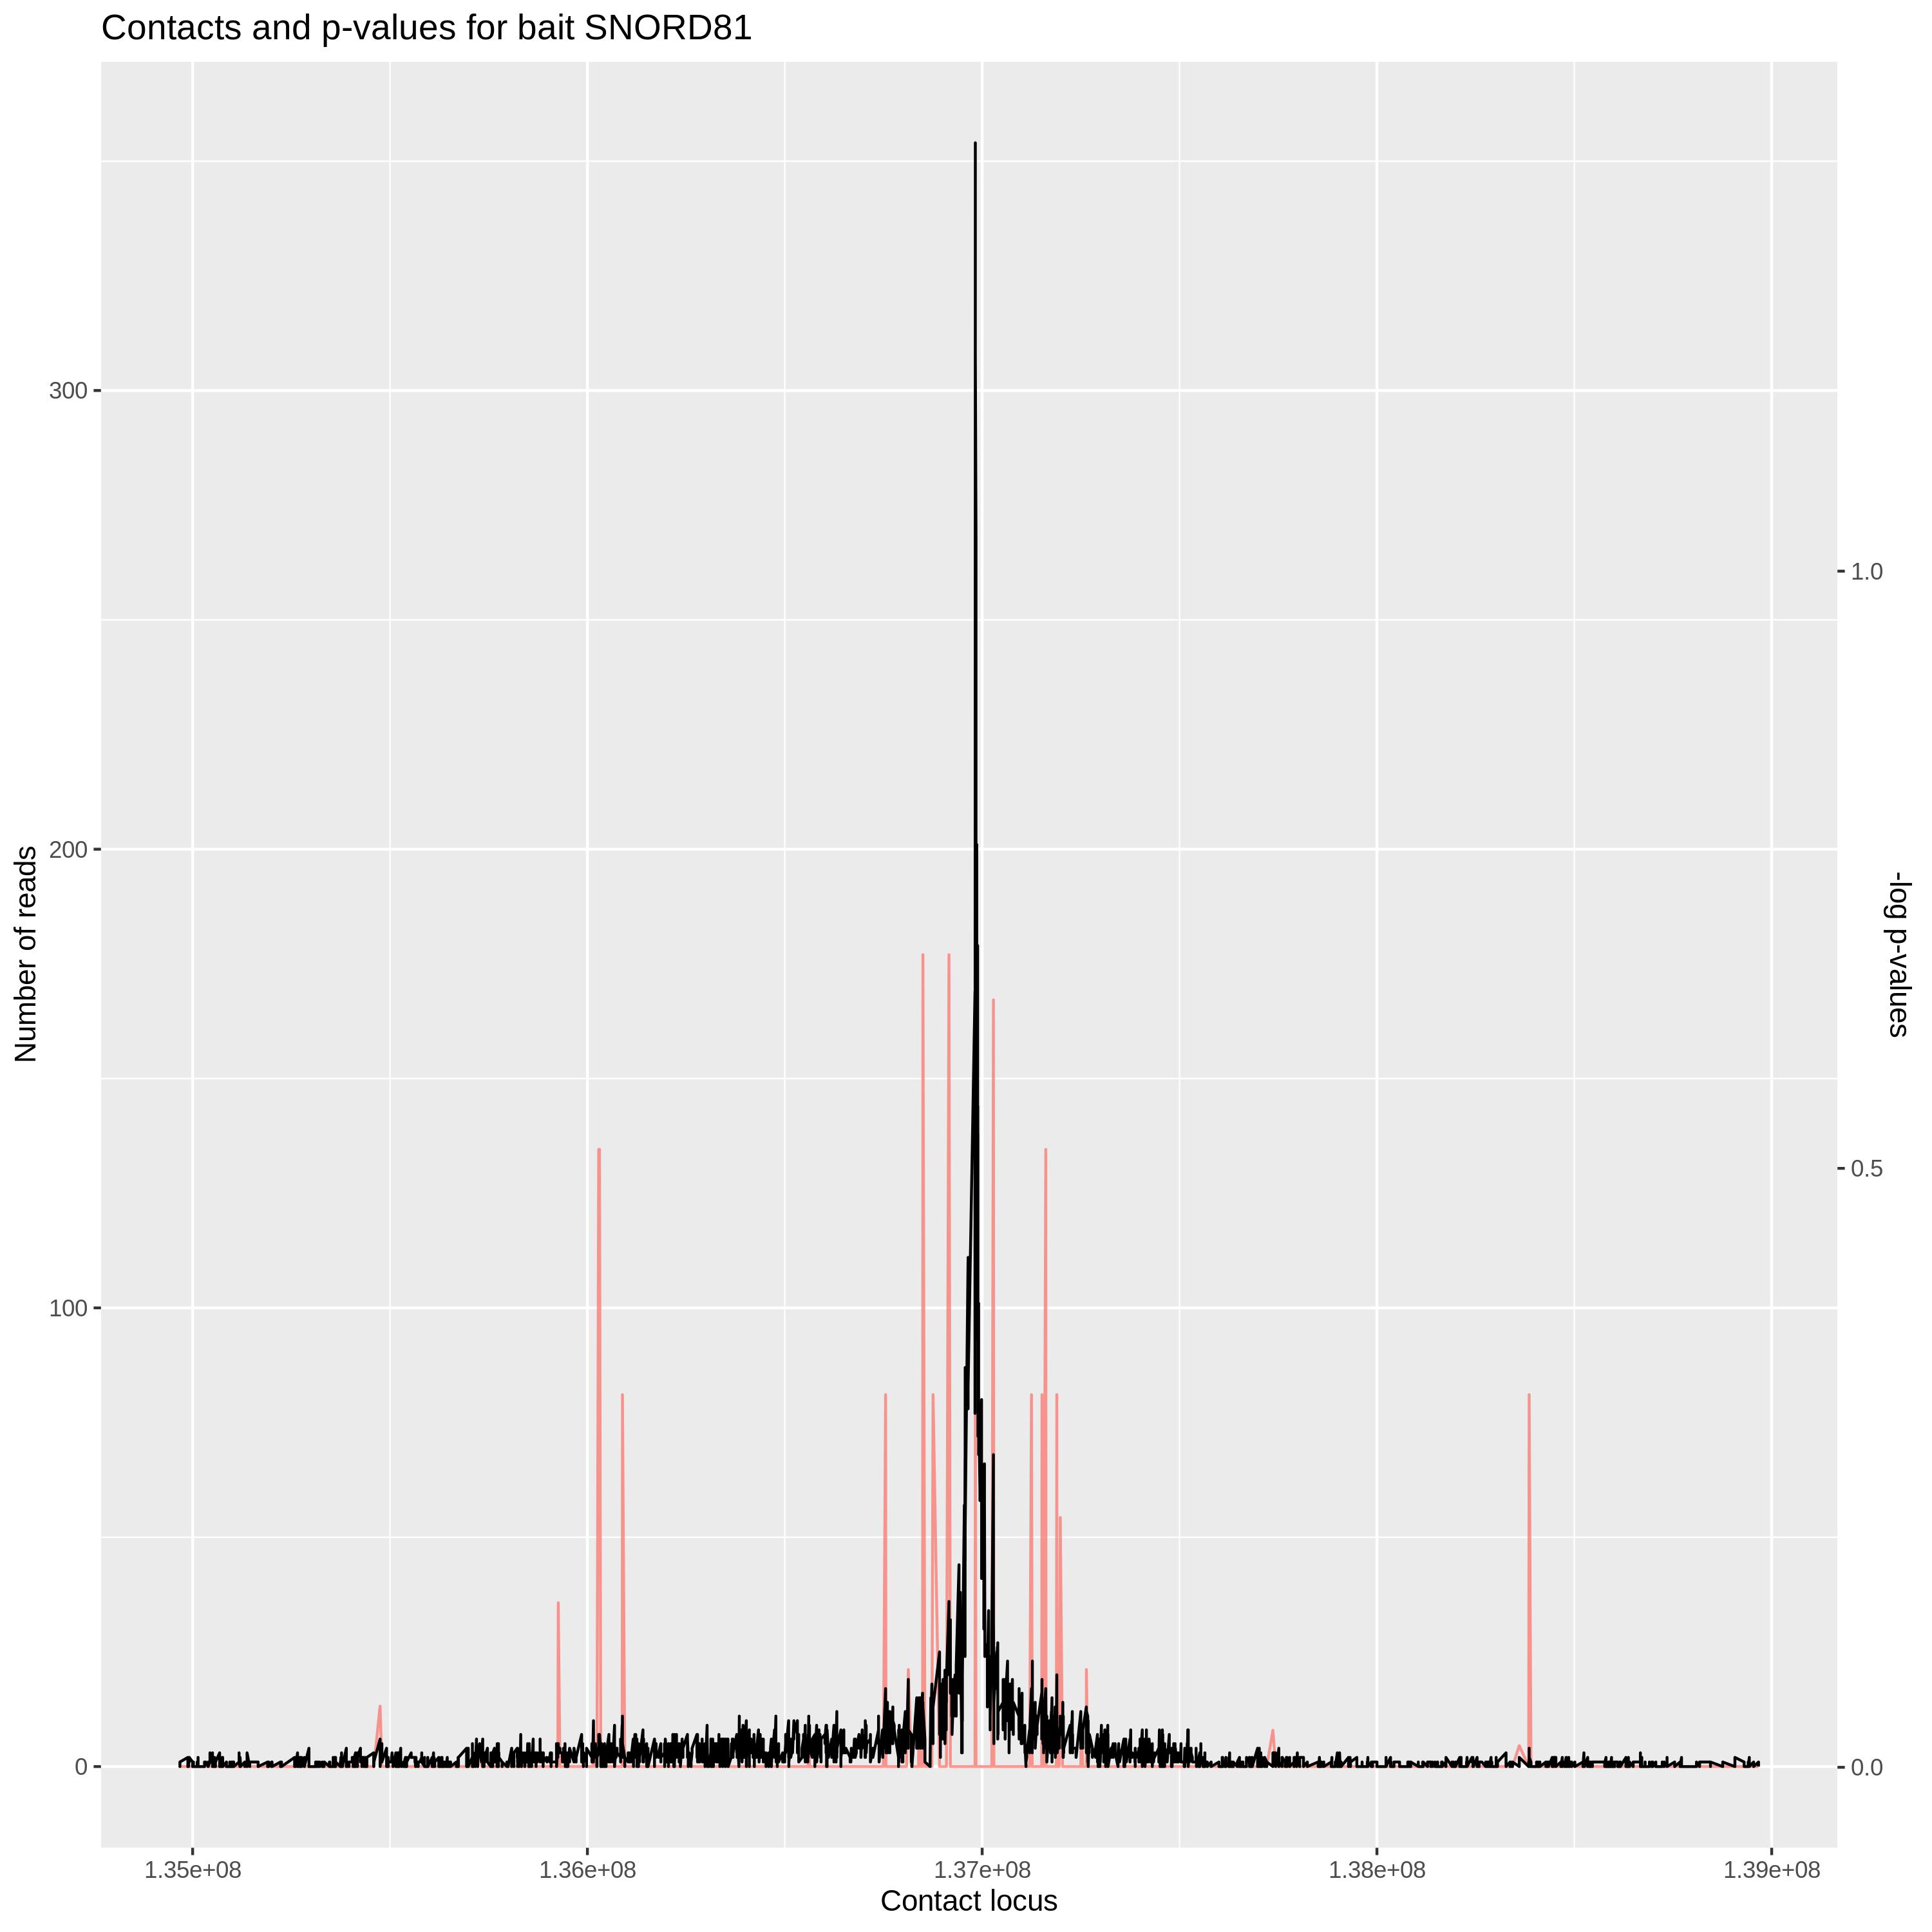 Contacts and p-values for bait SNORD81
300
200
100
0
Number of reads
1.0
0.5
0.0
-log p-values
1.35e+08 1.36e+08 1.37e+08 1.38e+08 1.39e+08
Contact locus